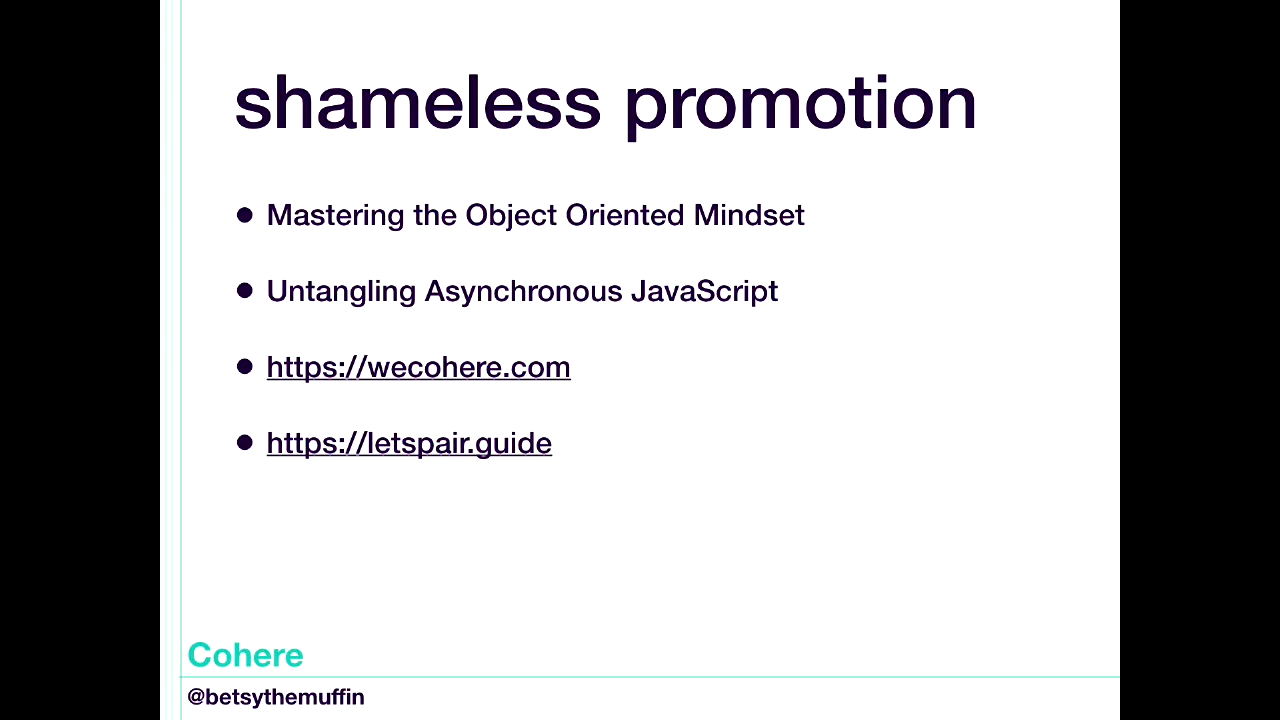 shameless promotion
• Mastering the Object Oriented Mindset
• Untangling Asynchronous JavaScript
• https://wecohere.com
• https://letspair.guide
Cohere
@betsythemuffin